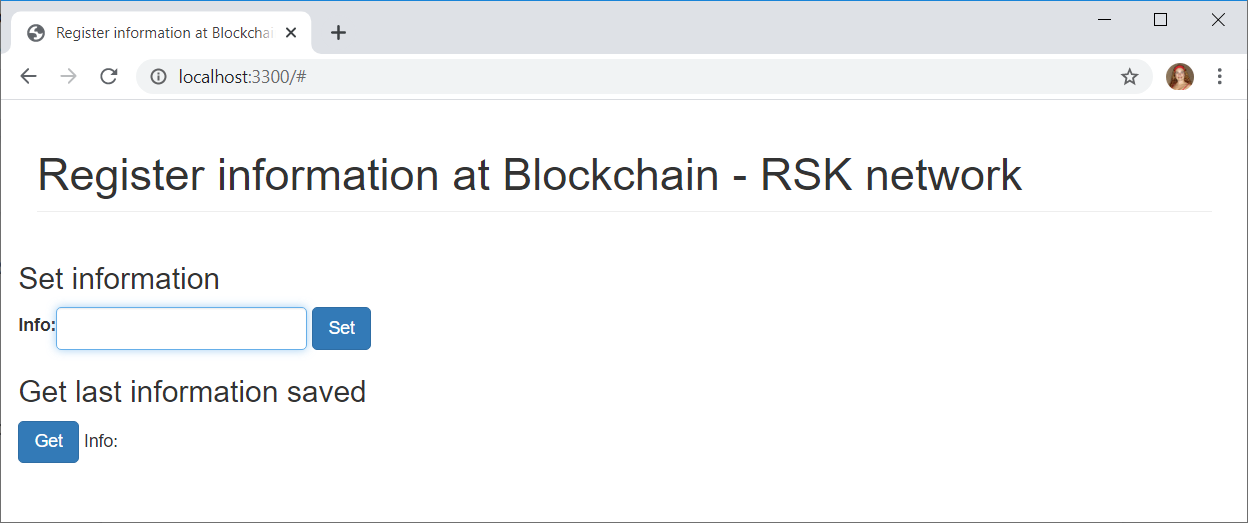 Register information at Blockchai
localhost:3300/#
Register information at Blockchain - RSK network
Set information
Info: Set
Get last information saved
Get Info: